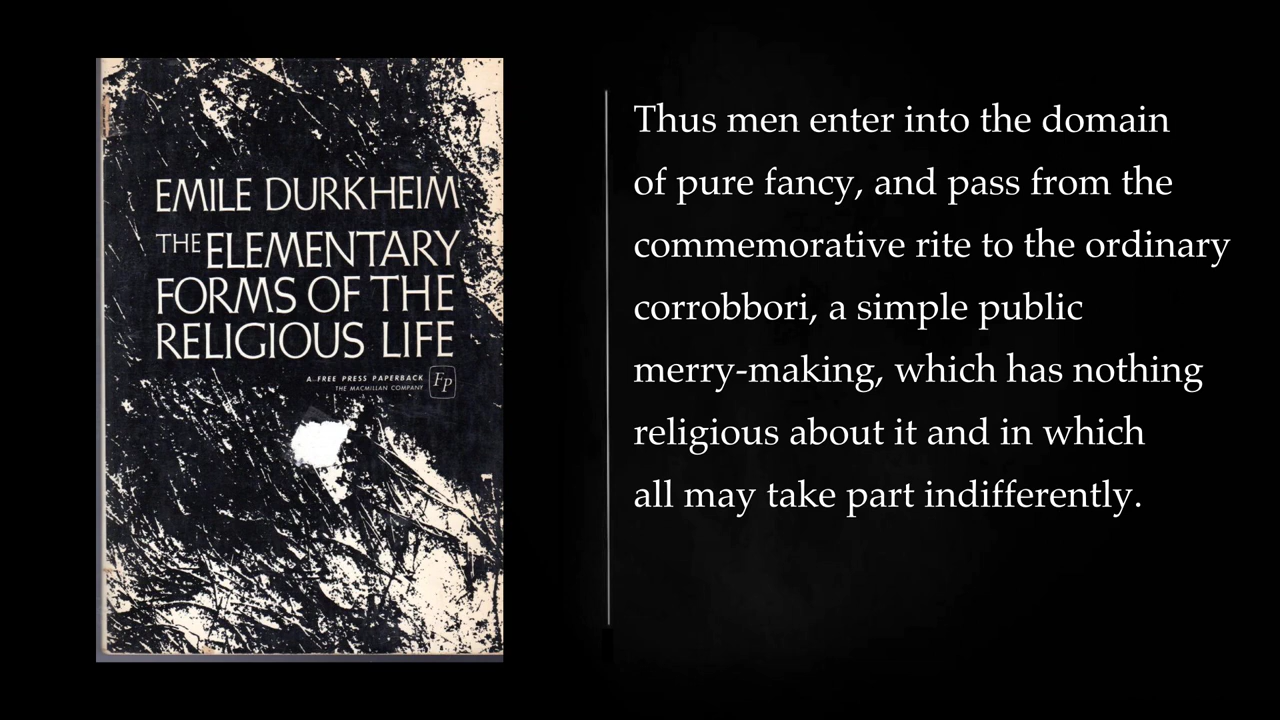 EMILE DURKHEIM
THE ELEMENTARY
FORMS OF THE
RELIGIOUS LIFE
A FREE PRESS PAPERBACK
THE MACMILLAN COMPANY
Fp
Thus men enter into the domain
of pure fancy, and pass from the
commemorative rite to the ordinary
corrobbori, a simple public
merry-making, which has nothing
religious about it and in which
all may take part indifferently.